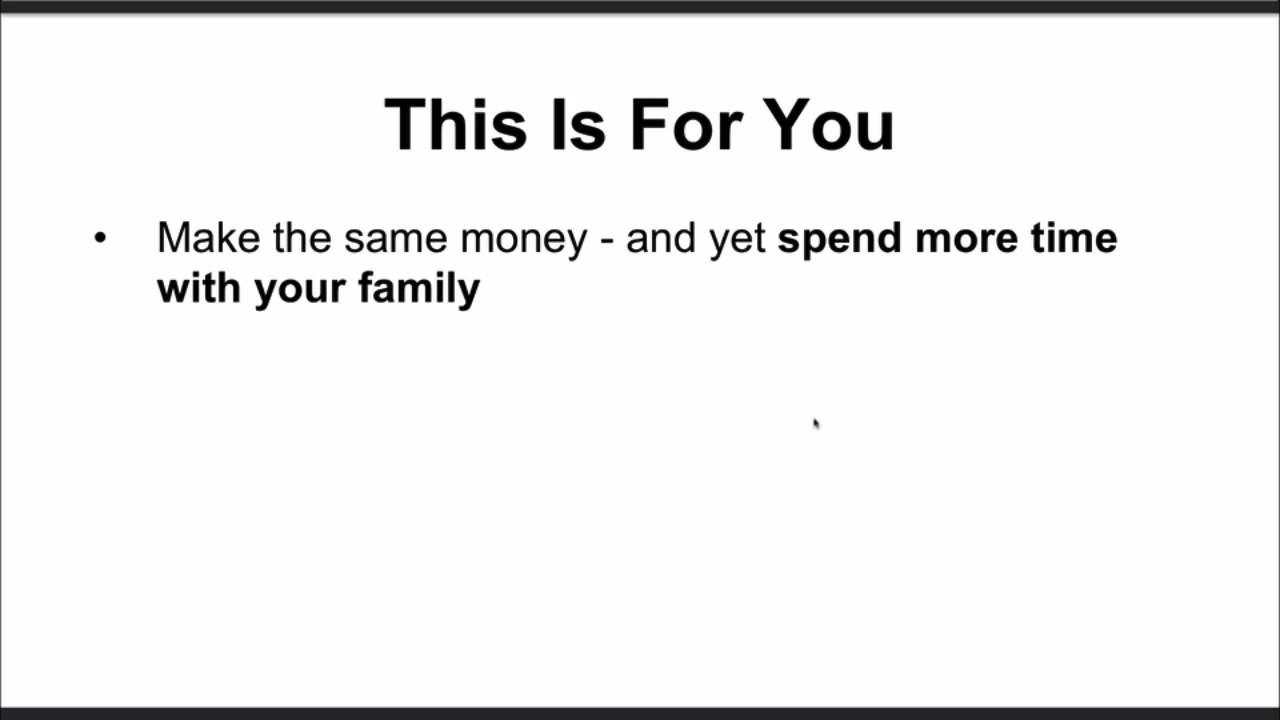 This Is For You
• Make the same money - and yet spend more time
with your family